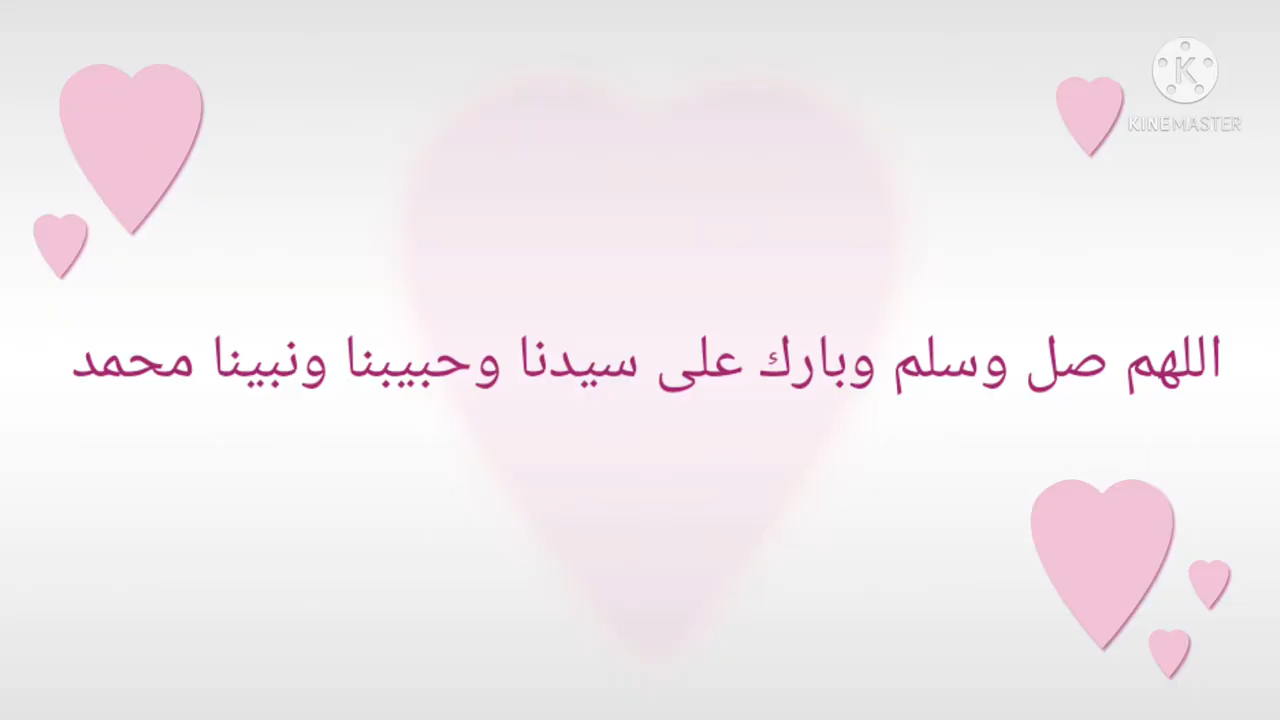 K
KINEMASTER
اللهم صل وسلم وبارك على سيدنا وحبيبنا ونبينا محمد